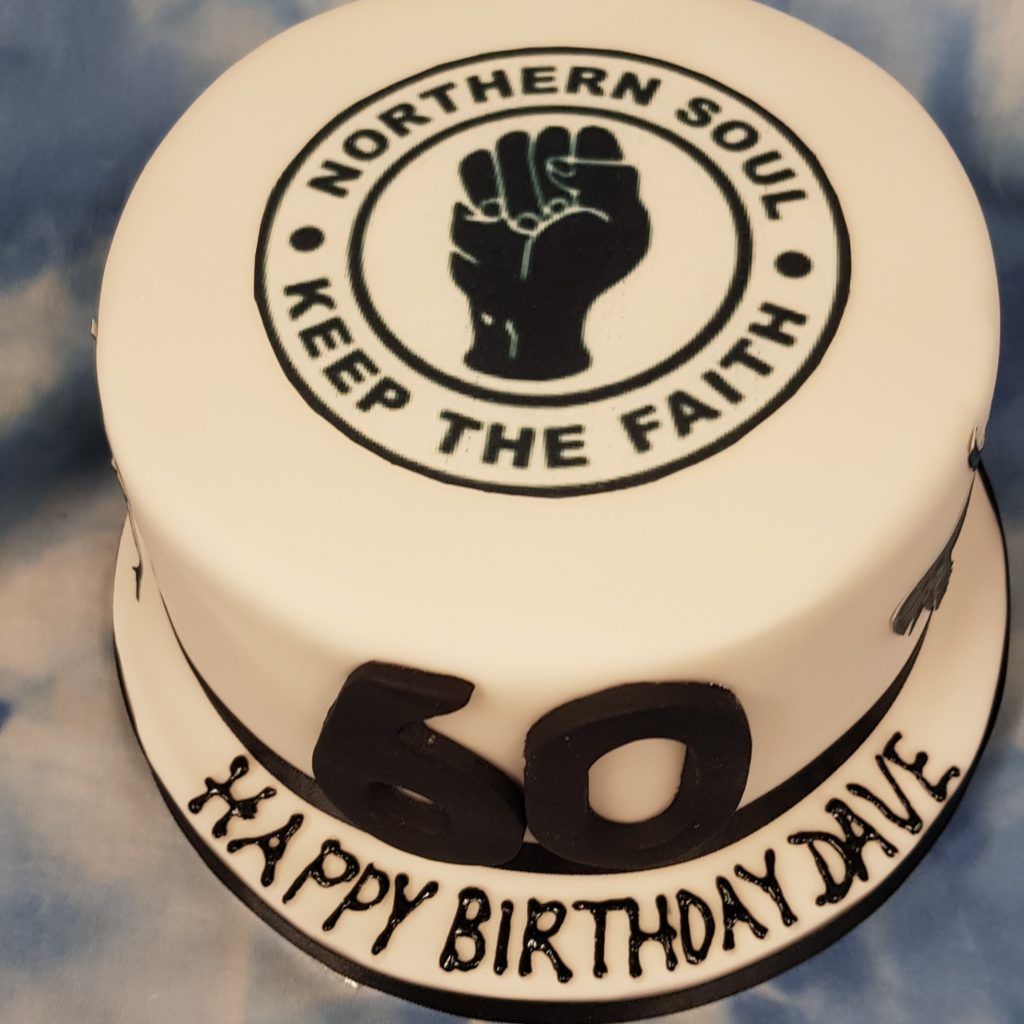 NORTHERN SOUL
KEEP THE FAITH
60
HAPPY BIRTHDAY DAVE